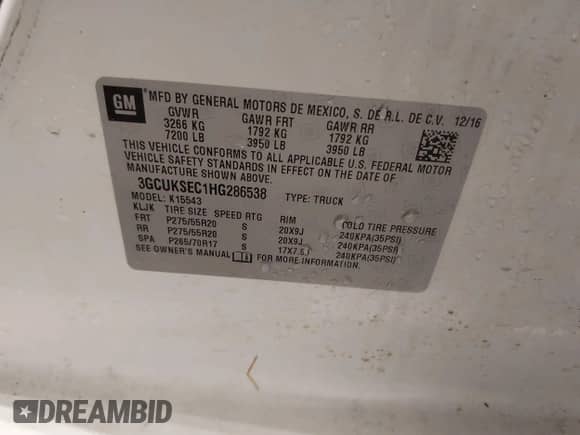 GM
MFD BY GENERAL MOTORS DE MEXICO, S. DE R.L. DE C.V. 12/16
GVWR GAWR FRT GAWR RR
3266 KG 1792 KG 1792 KG
7200 LB 3950 LB 3950 LB
THIS VEHICLE CONFORMS TO ALL APPLICABLE U.S. FEDERAL MOTOR
VEHICLE SAFETY STANDARDS IN EFFECT ON THE DATE OF
MANUFACTURE SHOWN ABOVE.
3GCUKSEC1HG286538 TYPE: TRUCK
MODEL: K15543
KLJK TIRE SIZE SPEED RTG RIM COLD TIRE PRESSURE
FRT P275/55R20 S 20X9J 240KPA(35PSI)
RR P275/55R20 S 20X9J 240KPA(35PSI)
SPA P265/70R17 S 17X7.5J 240KPA(35PSI)
SEE OWNER'S MANUAL FOR MORE INFORMATION.
DREAMBID